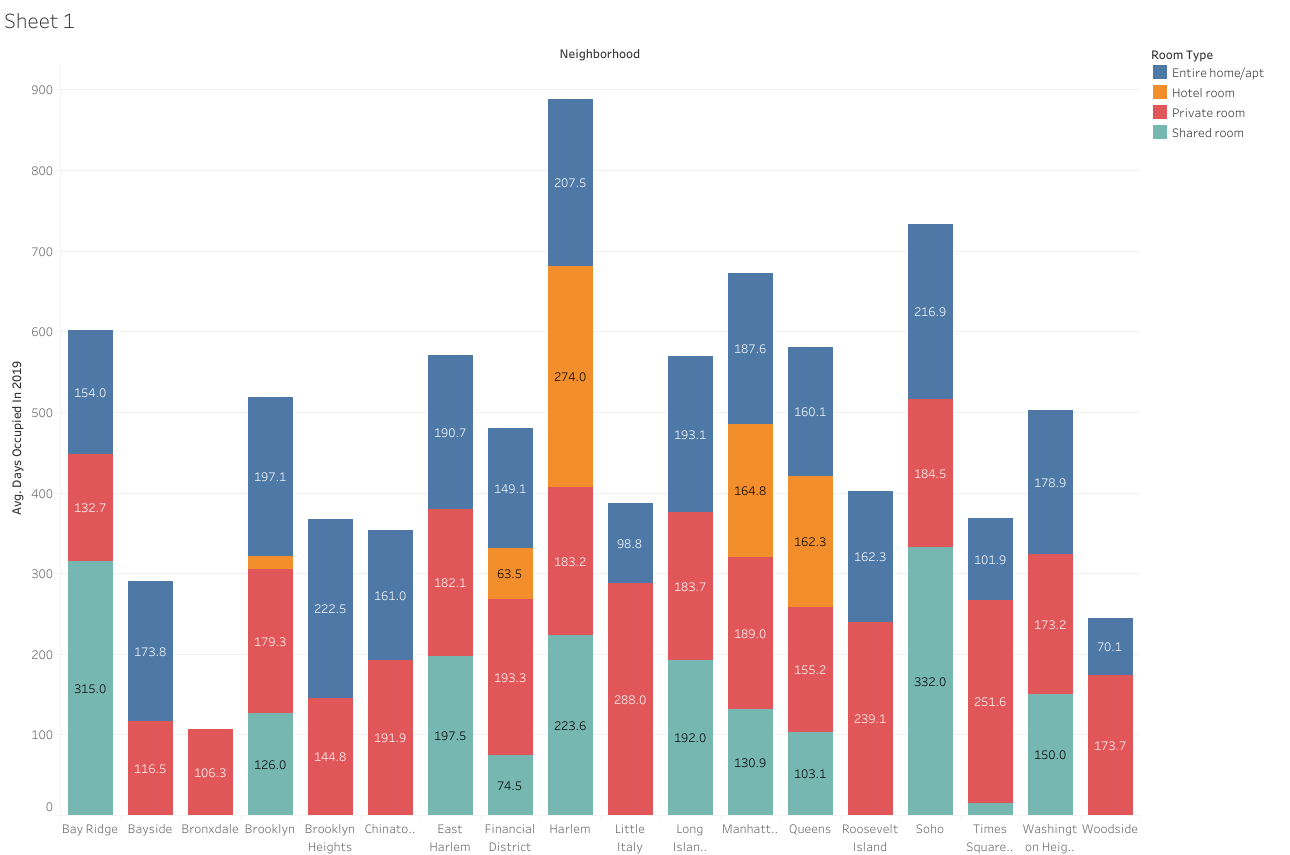 Sheet 1
Neighborhood
Room Type
Entire home/apt
Hotel room
Private room
Shared room
Avg. Days Occupied In 2019
900
800
700
600
500
400
300
200
100
0
154.0
132.7
315.0
173.8
116.5
106.3
197.1
179.3
126.0
222.5
144.8
161.0
191.9
190.7
182.1
197.5
149.1
63.5
193.3
74.5
207.5
274.0
183.2
223.6
98.8
288.0
193.1
183.7
192.0
187.6
164.8
189.0
130.9
160.1
162.3
155.2
103.1
162.3
239.1
216.9
184.5
332.0
101.9
251.6
178.9
173.2
150.0
70.1
173.7
Bay Ridge
Bayside
Bronxdale
Brooklyn
Brooklyn
Heights
Chinato..
East
Harlem
Financial
District
Harlem
Little
Italy
Long
Islan..
Manhatt..
Queens
Roosevelt
Island
Soho
Times
Square..
Washingt
on Heig..
Woodside